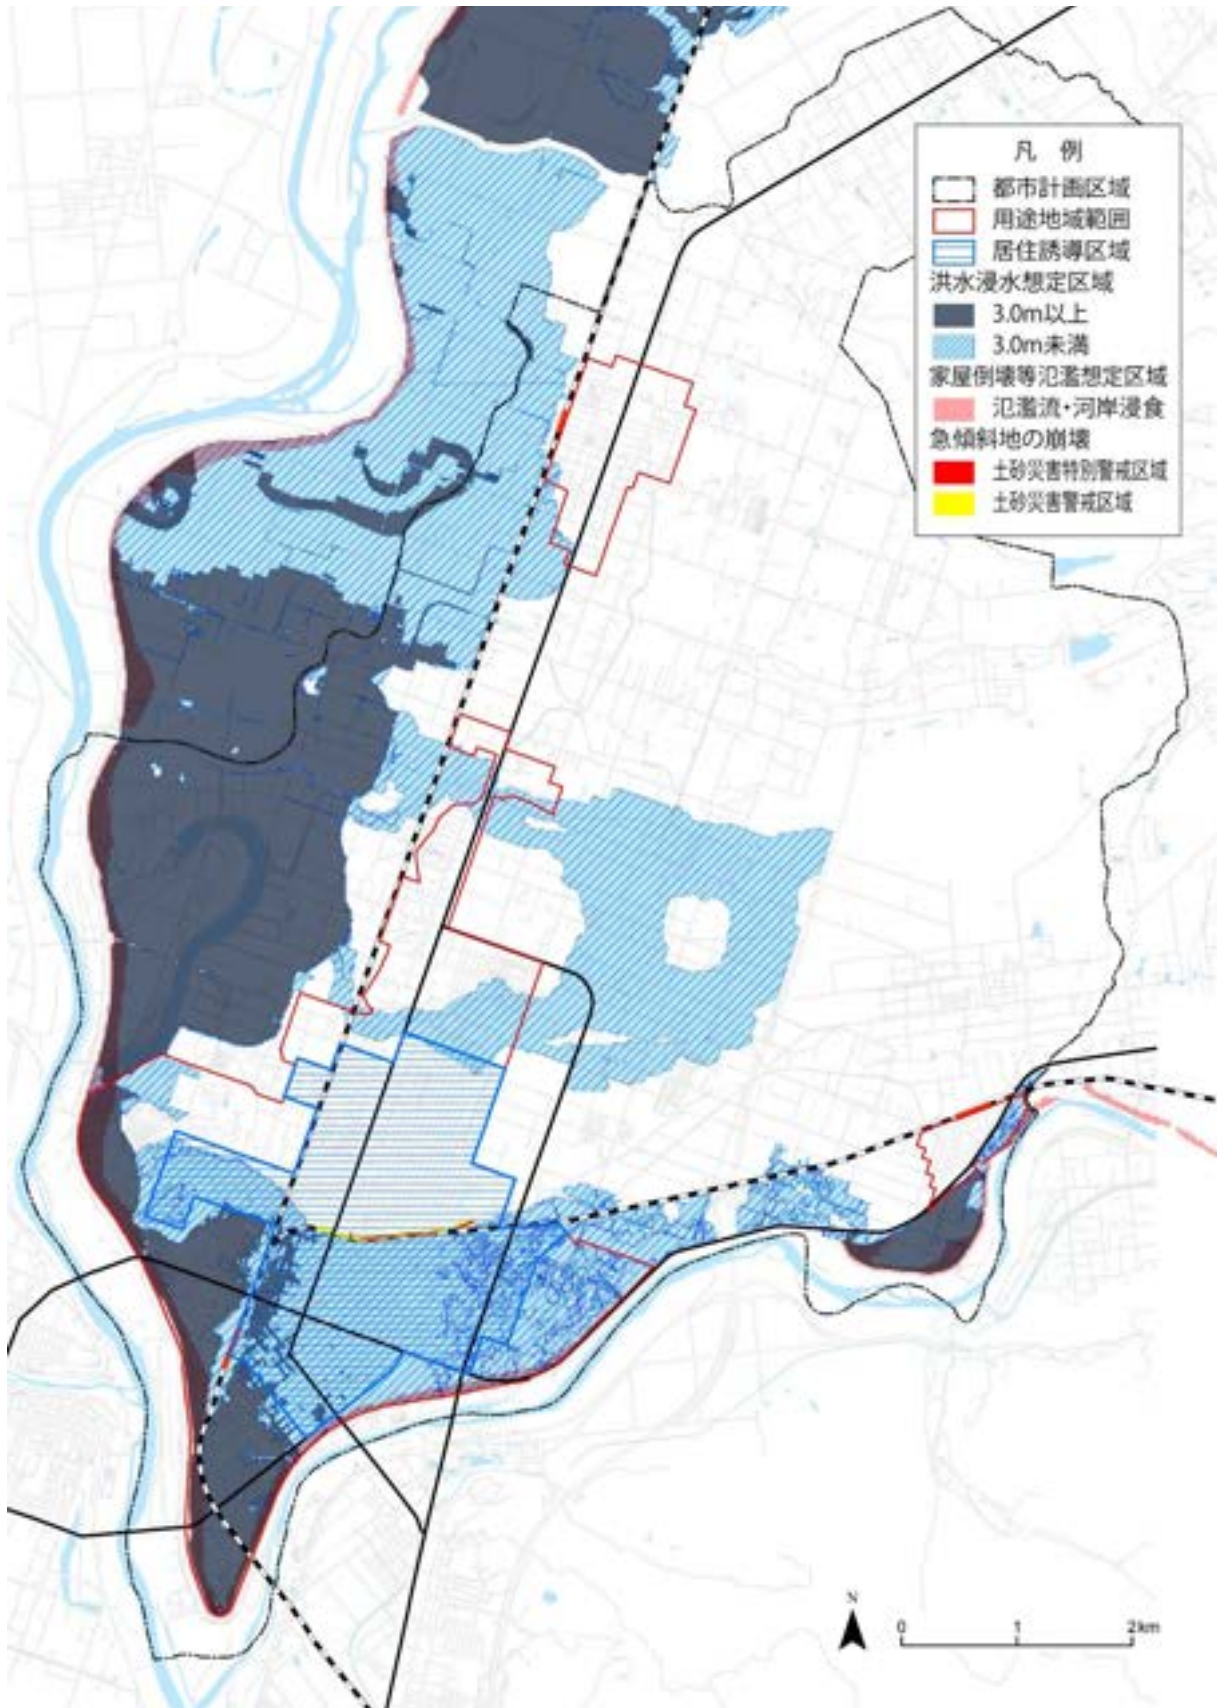 凡 例
都市計画区域
用途地域範囲
居住誘導区域
洪水浸水想定区域
3.0m以上
3.0m未満
家屋倒壊等氾濫想定区域
氾濫流・河岸浸食
急傾斜地の崩壊
土砂災害特別警戒区域
土砂災害警戒区域
N
0 1 2km